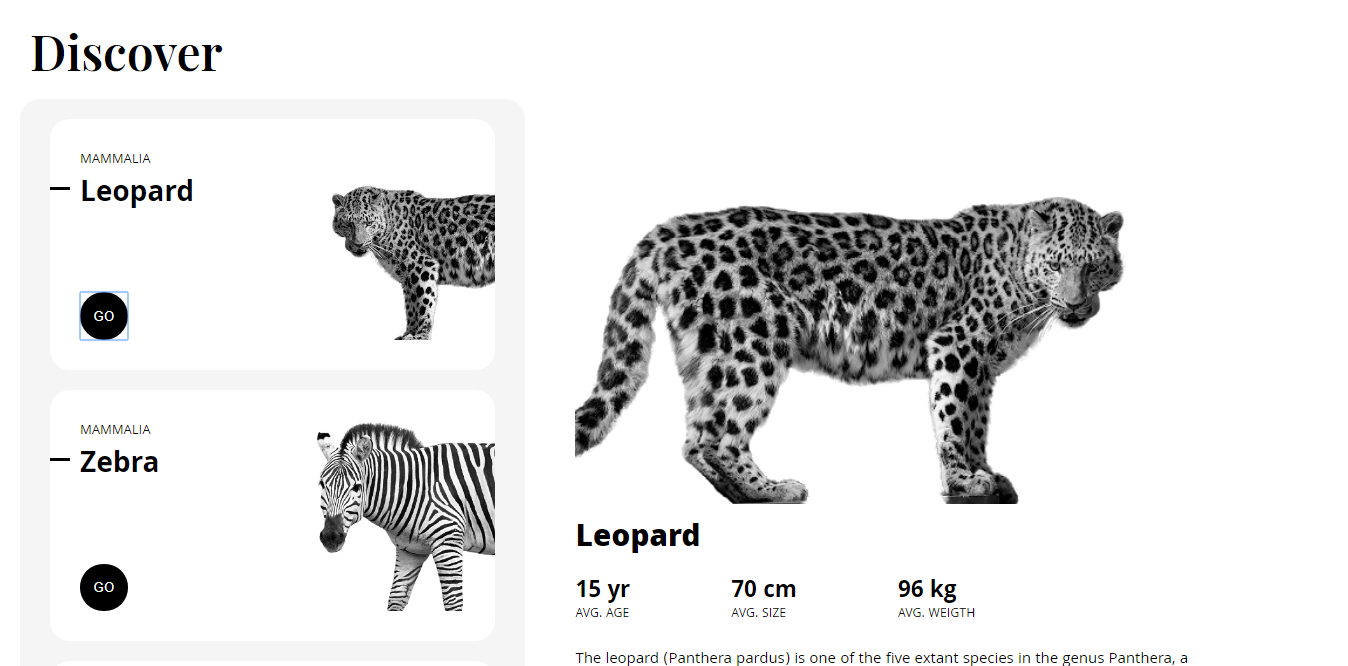 Discover
MAMMALIA
Leopard
GO
MAMMALIA
Zebra
GO
Leopard
15 yr
AVG. AGE
70 cm
AVG. SIZE
96 kg
AVG. WEIGTH
The leopard (Panthera pardus) is one of the five extant species in the genus Panthera, a